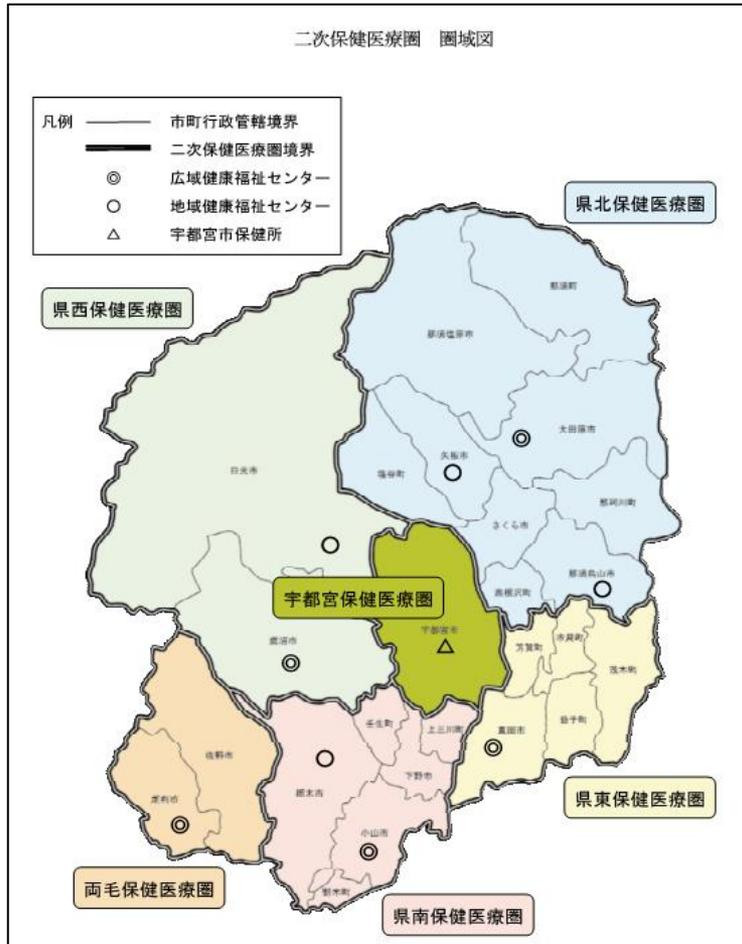 二次保健医療圏　圏域図
凡例
市町行政管轄境界
二次保健医療圏境界
広域健康福祉センター
地域健康福祉センター
宇都宮市保健所
県北保健医療圏
県西保健医療圏
那須町
那須塩原市
大田原市
矢板市
塩谷町
日光市
那珂川町
さくら市
那須烏山市
高根沢町
宇都宮保健医療圏
宇都宮市
芳賀町
市貝町
茂木町
鹿沼市
壬生町
上三川町
真岡市
益子町
佐野市
栃木市
下野市
県東保健医療圏
足利市
小山市
野木町
両毛保健医療圏
県南保健医療圏